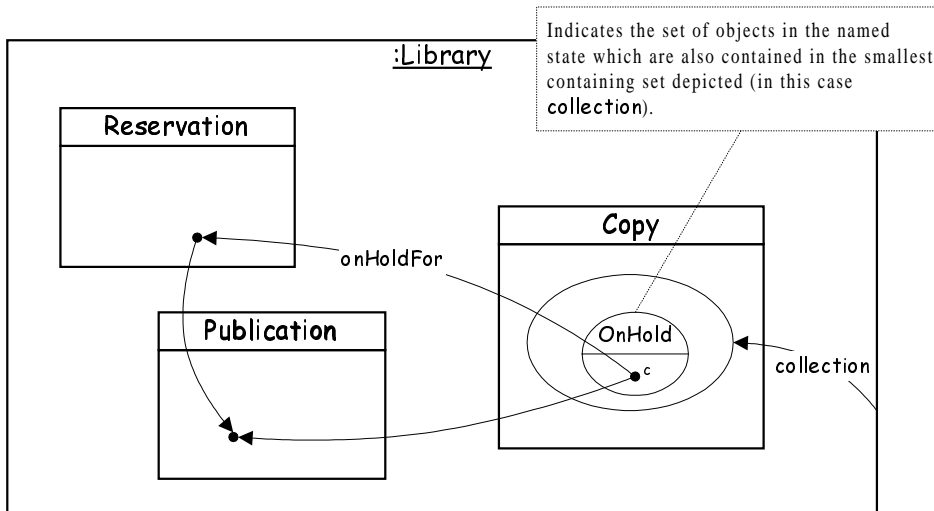 Indicates the set of objects in the named
state which are also contained in the smallest
containing set depicted (in this case
collection).
:Library
Reservation
Copy
onHoldFor
Publication
OnHold
c
collection